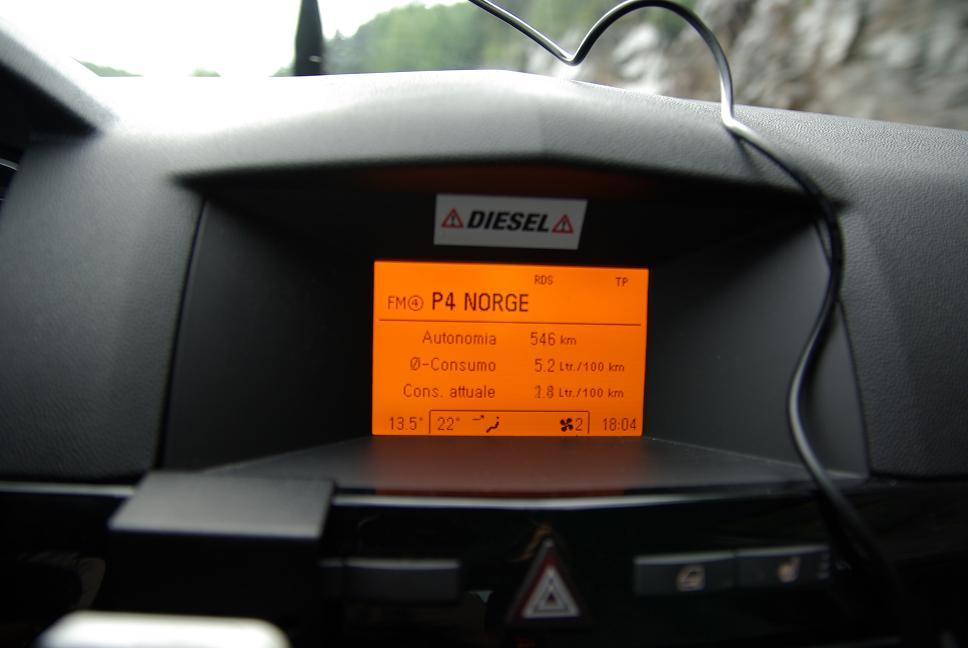 DIESEL
RDS TP
FM④ P4 NORGE
Autonomia 546 km
Ø-Consumo 5.2 Ltr./100 km
Cons. attuale 1.8 Ltr./100 km
13.5° 22° 2 18:04